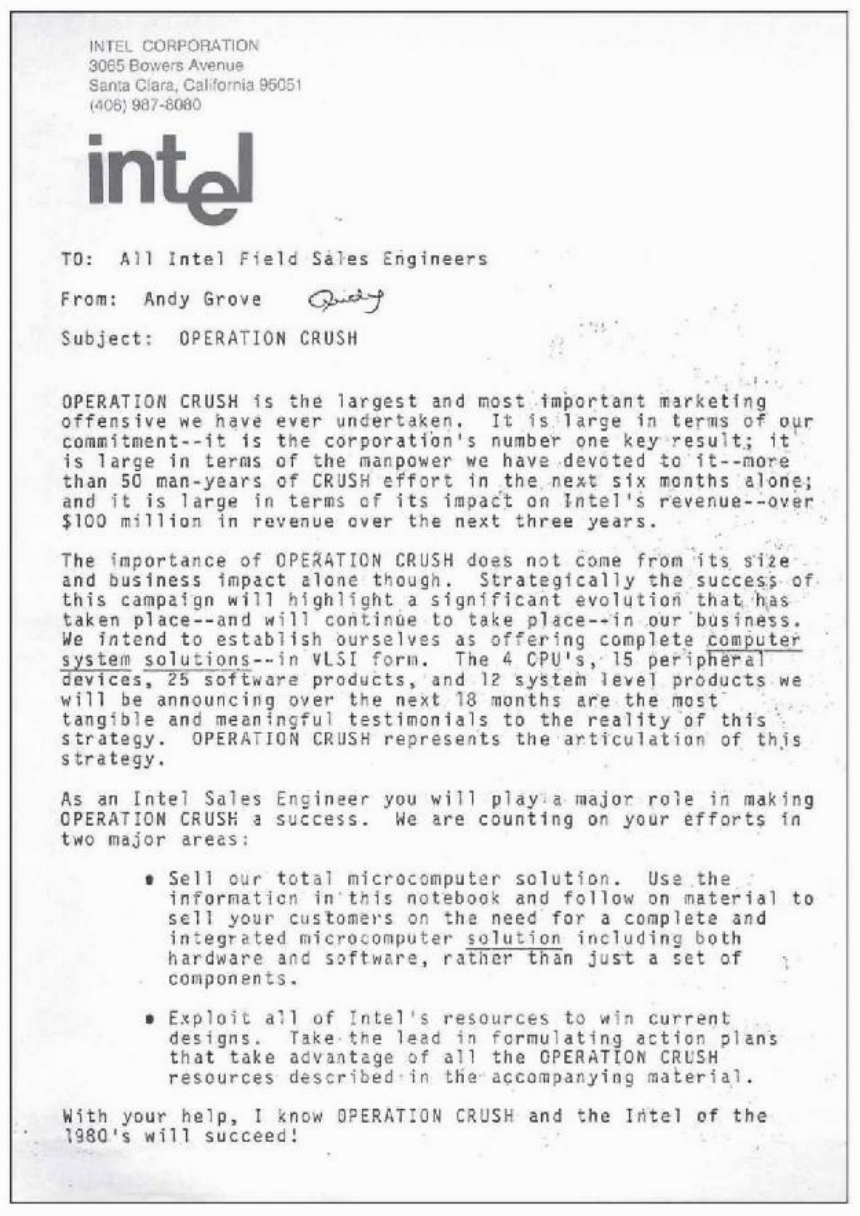 INTEL CORPORATION
3065 Bowers Avenue
Santa Clara, California 95051
(408) 987-8080
intel
TO: All Intel Field Sales Engineers
From: Andy Grove Andy
Subject: OPERATION CRUSH
OPERATION CRUSH is the largest and most important marketing
offensive we have ever undertaken. It is large in terms of our
commitment--it is the corporation's number one key result; it
is large in terms of the manpower we have devoted to it--more
than 50 man-years of CRUSH effort in the next six months alone;
and it is large in terms of its impact on Intel's revenue--over
$100 million in revenue over the next three years.
The importance of OPERATION CRUSH does not come from its size
and business impact alone though. Strategically the success of
this campaign will highlight a significant evolution that has
taken place--and will continue to take place--in our business.
We intend to establish ourselves as offering complete computer
system solutions--in VLSI form. The 4 CPU's, 15 peripheral
devices, 25 software products, and 12 system level products we
will be announcing over the next 18 months are the most
tangible and meaningful testimonials to the reality of this
strategy. OPERATION CRUSH represents the articulation of this
strategy.
As an Intel Sales Engineer you will play a major role in making
OPERATION CRUSH a success. We are counting on your efforts in
two major areas:
• Sell our total microcomputer solution. Use the
information in this notebook and follow on material to
sell your customers on the need for a complete and
integrated microcomputer solution including both
hardware and software, rather than just a set of
components.
• Exploit all of Intel's resources to win current
designs. Take the lead in formulating action plans
that take advantage of all the OPERATION CRUSH
resources described in the accompanying material.
With your help, I know OPERATION CRUSH and the Intel of the
1980's will succeed!